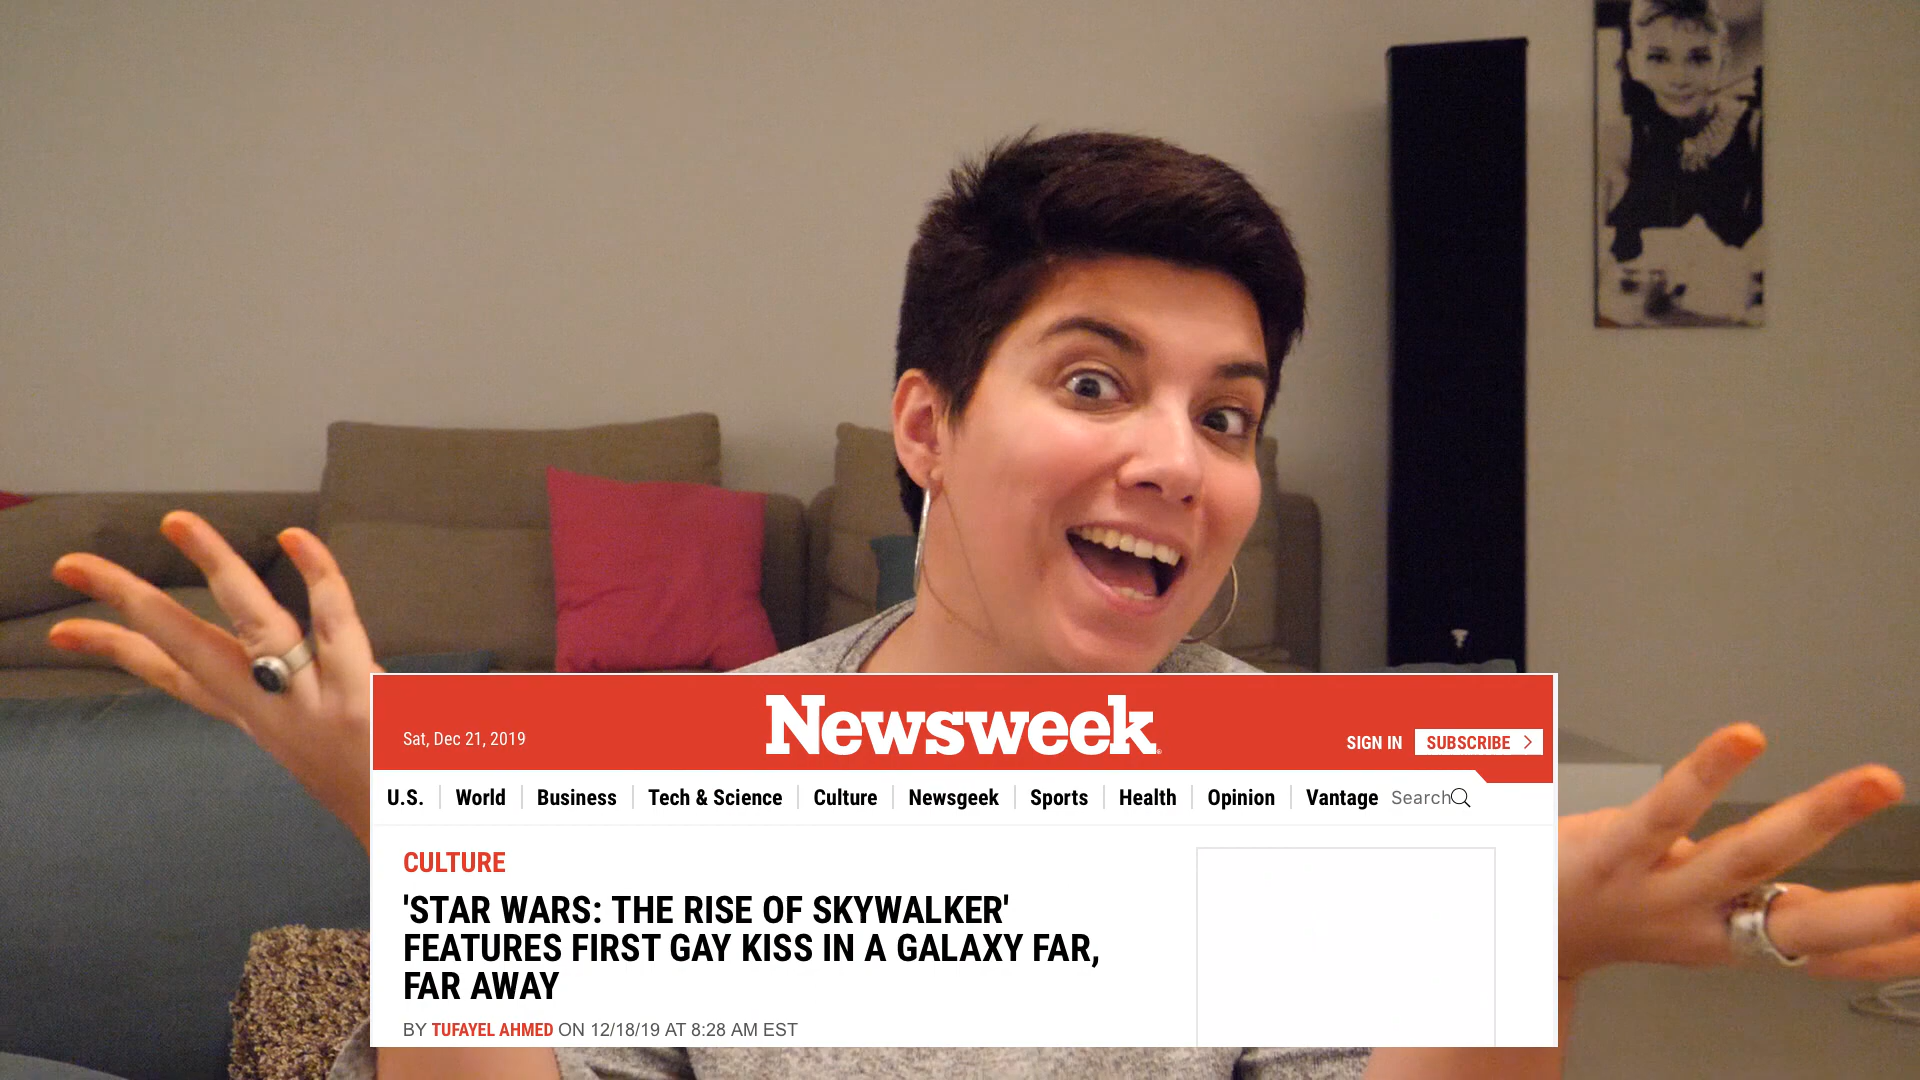 Newsweek
Sat, Dec 21, 2019
SIGN IN SUBSCRIBE
U.S. World Business Tech & Science Culture Newsgeek Sports Health Opinion Vantage Search
CULTURE
'STAR WARS: THE RISE OF SKYWALKER'
FEATURES FIRST GAY KISS IN A GALAXY FAR,
FAR AWAY
BY TUFAYEL AHMED ON 12/18/19 AT 8:28 AM EST